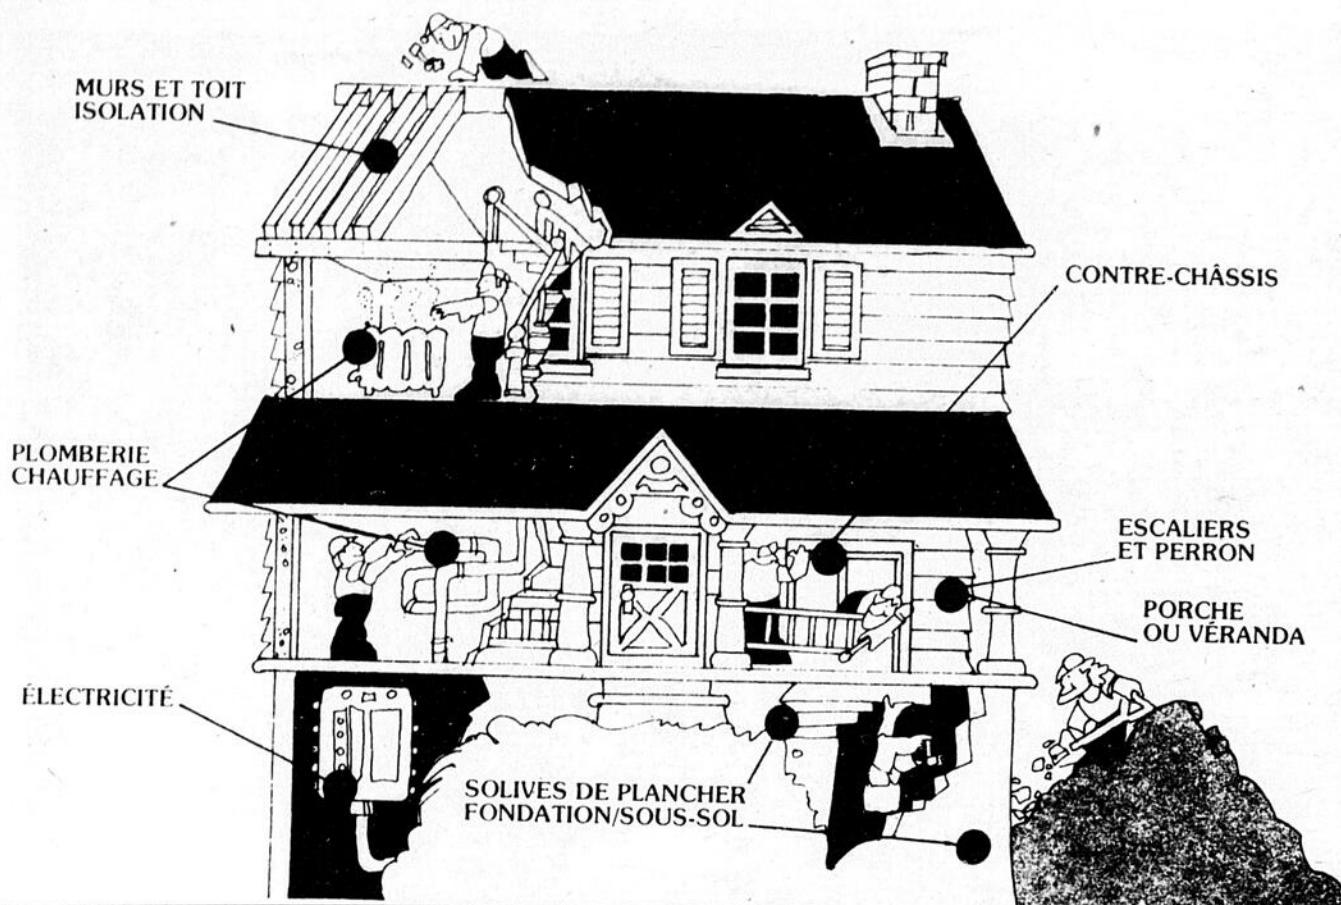 MURS ET TOIT
ISOLATION
CONTRE-CHÂSSIS
PLOMBERIE
CHAUFFAGE
ESCALIERS
ET PERRON
PORCHE
OU VÉRANDA
ÉLECTRICITÉ
SOLIVES DE PLANCHER
FONDATION/SOUS-SOL